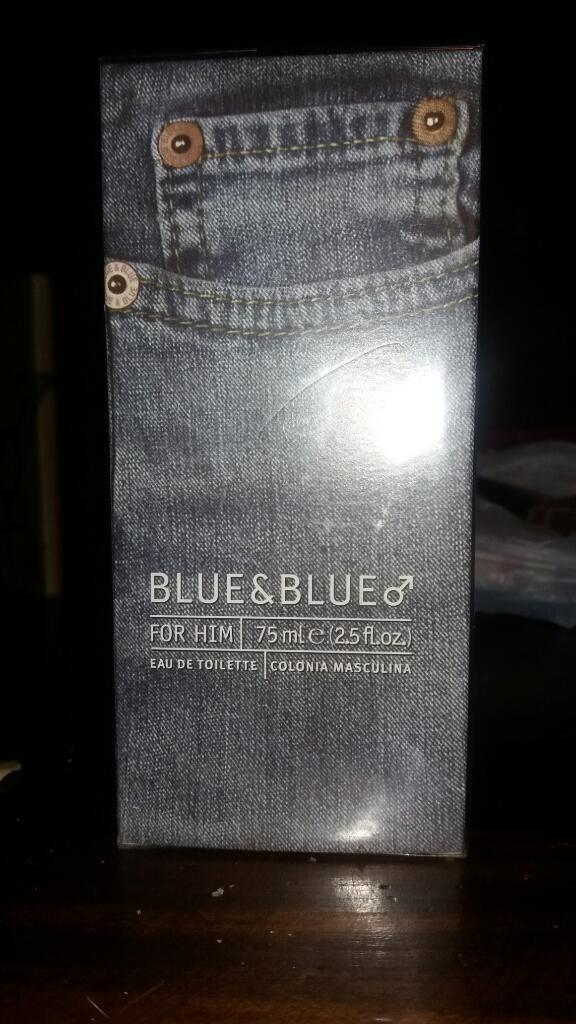 BLUE&BLUE♂
FOR HIM | 75 ml ℮ (2.5 fl.oz.)
EAU DE TOILETTE | COLONIA MASCULINA